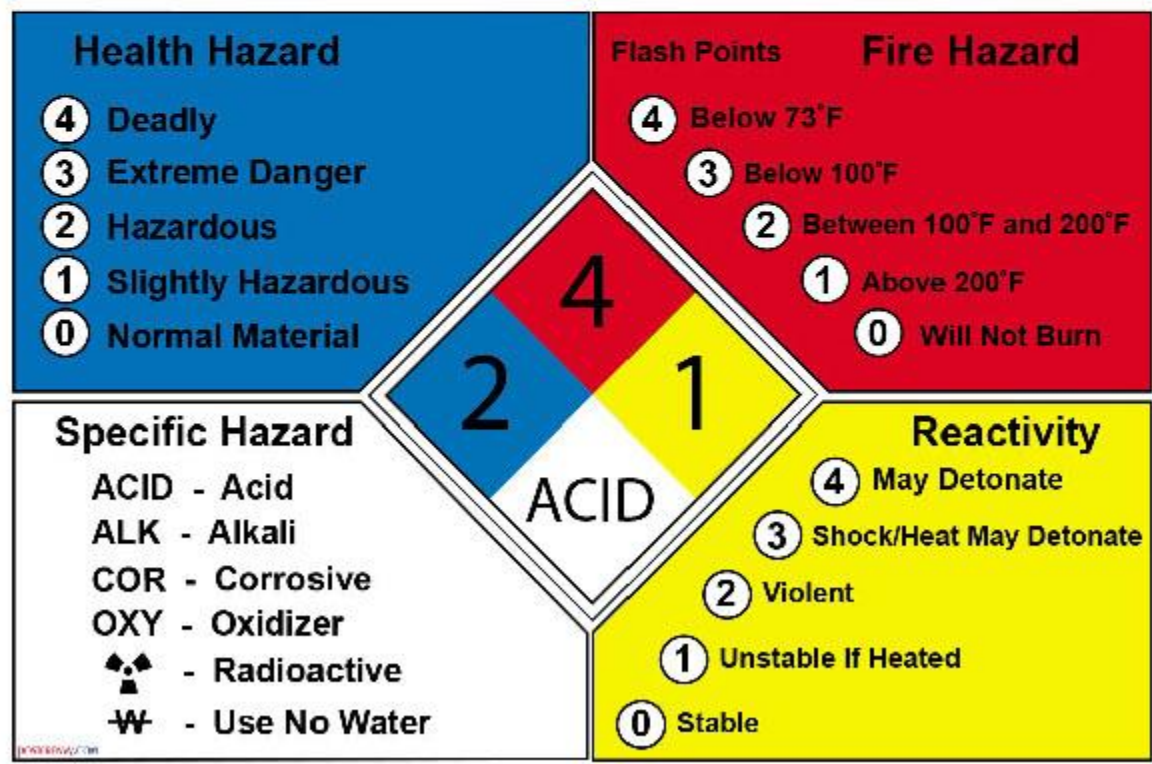 Health Hazard
4 Deadly
3 Extreme Danger
2 Hazardous
1 Slightly Hazardous
0 Normal Material
Flash Points Fire Hazard
4 Below 73°F
3 Below 100°F
2 Between 100°F and 200°F
1 Above 200°F
0 Will Not Burn
4
2 1
ACID
Specific Hazard
ACID - Acid
ALK - Alkali
COR - Corrosive
OXY - Oxidizer
- Radioactive
W - Use No Water
Reactivity
4 May Detonate
3 Shock/Heat May Detonate
2 Violent
1 Unstable If Heated
0 Stable